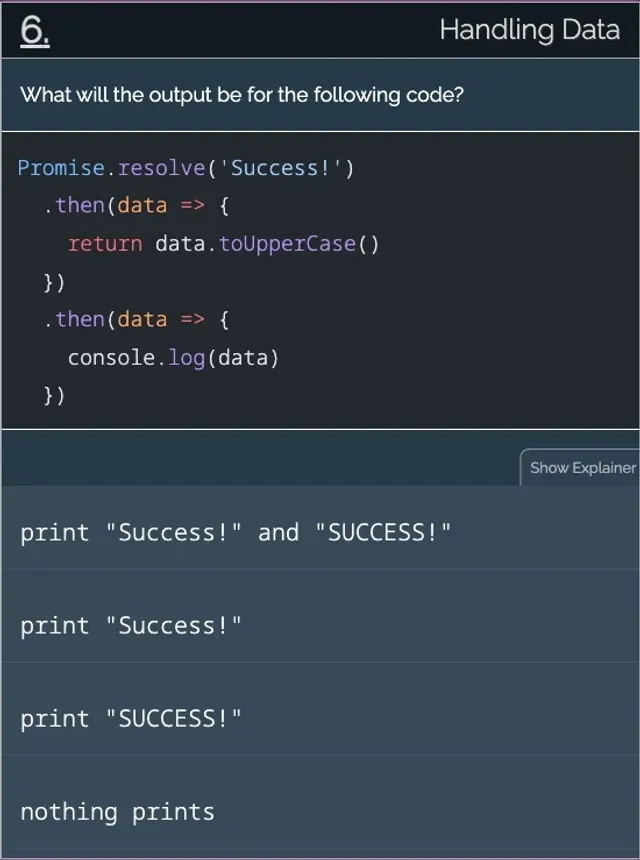 6.
Handling Data
What will the output be for the following code?
Promise.resolve('Success!')
  .then(data => {
    return data.toUpperCase()
  })
  .then(data => {
    console.log(data)
  })
Show Explainer
print "Success!" and "SUCCESS!"
print "Success!"
print "SUCCESS!"
nothing prints